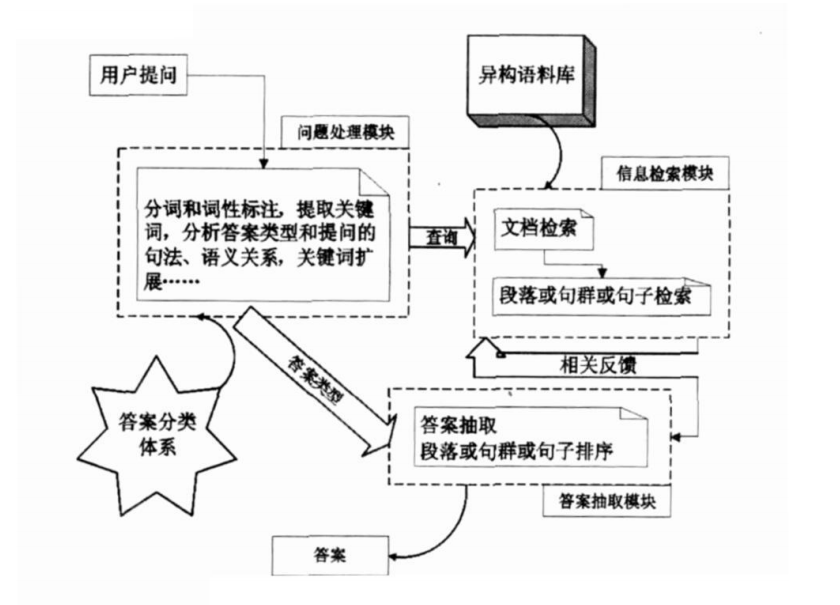 用户提问
异构语料库
问题处理模块
信息检索模块
分词和词性标注，提取关键
词，分析答案类型和提问的
句法、语义关系，关键词扩
展……
查询
文档检索
段落或句群或句子检索
答案类型
相关反馈
答案分类
体系
答案抽取
段落或句群或句子排序
答案抽取模块
答案